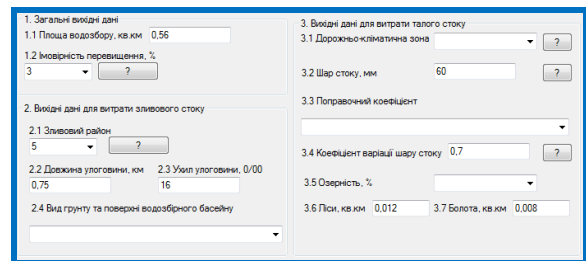 1. Загальні вихідні дані
1.1 Площа водозбору, кв.км 0,56
1.2 Імовірність перевищення, %
3 ?
2. Вихідні дані для витрати зливового стоку
2.1 Зливовий район
5 ?
2.2 Довжина улоговини, км 2.3 Ухил улоговини, 0/00
0,75 16
2.4 Вид грунту та поверхні водозбірного басейну
3. Вихідні дані для витрати талого стоку
3.1 Дорожньо-кліматична зона ?
3.2 Шар стоку, мм 60 ?
3.3 Поправочний коефіцієнт
3.4 Коефіцієнт варіації шару стоку 0,7 ?
3.5 Озерність, %
3.6 Ліси, кв.км 0,012 3.7 Болота, кв.км 0,008